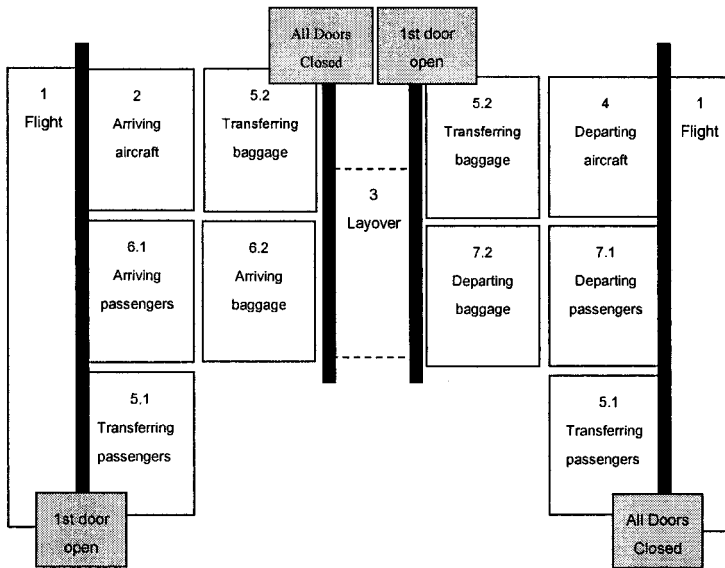 All Doors
Closed
1st door
open
1
Flight
2
Arriving
aircraft
5.2
Transferring
baggage
3
Layover
5.2
Transferring
baggage
4
Departing
aircraft
1
Flight
6.1
Arriving
passengers
6.2
Arriving
baggage
7.2
Departing
baggage
7.1
Departing
passengers
5.1
Transferring
passengers
5.1
Transferring
passengers
1st door
open
All Doors
Closed